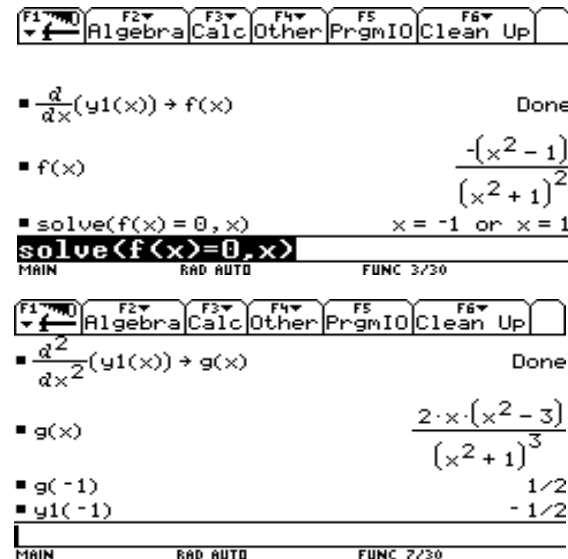 F1 F2 Algebra F3 Calc F4 Other F5 PrgmIO F6 Clean Up
▪ d/dx(y1(x)) → f(x) Done
▪ f(x) -(x² - 1)/(x² + 1)²
▪ solve(f(x) = 0, x) x = -1 or x = 1
solve(f(x)=0,x)
MAIN RAD AUTO FUNC 3/30
F1 F2 Algebra F3 Calc F4 Other F5 PrgmIO F6 Clean Up
▪ d²/dx²(y1(x)) → g(x) Done
▪ g(x) 2·x·(x² - 3)/(x² + 1)³
▪ g(-1) 1/2
▪ y1(-1) -1/2
MAIN RAD AUTO FUNC 7/30